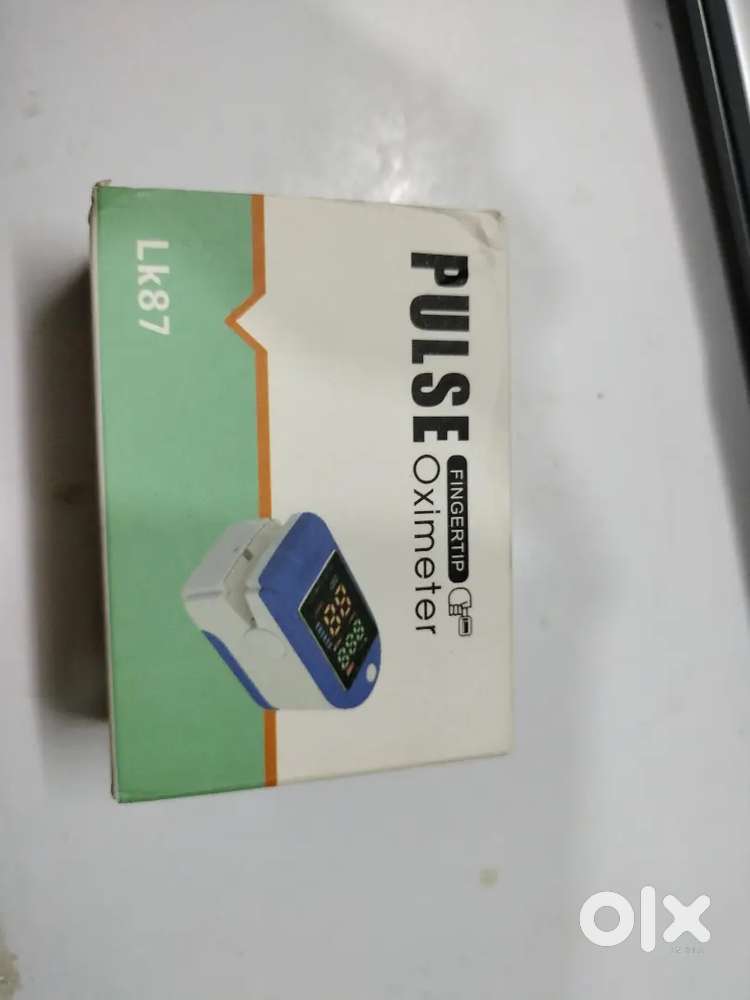 PULSE
FINGERTIP
Oximeter
Lk87
olx